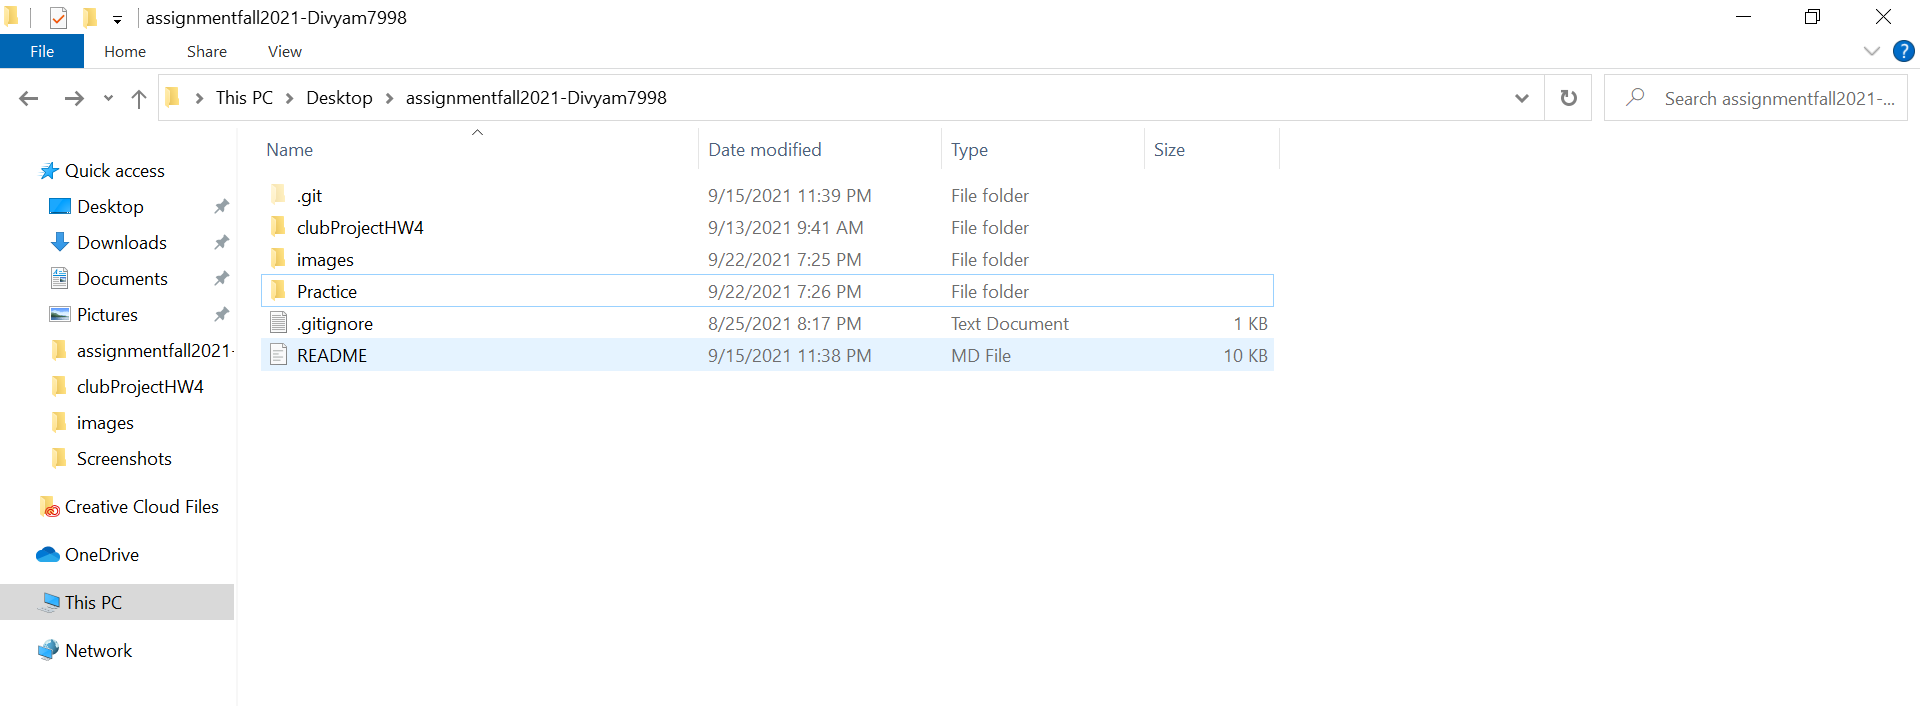 assignmentfall2021-Divyam7998
File Home Share View ?
This PC Desktop assignmentfall2021-Divyam7998 Search assignmentfall2021-...
Name Date modified Type Size
Quick access
Desktop
Downloads
Documents
Pictures
assignmentfall2021-
clubProjectHW4
images
Screenshots
Creative Cloud Files
OneDrive
This PC
Network
.git 9/15/2021 11:39 PM File folder
clubProjectHW4 9/13/2021 9:41 AM File folder
images 9/22/2021 7:25 PM File folder
Practice 9/22/2021 7:26 PM File folder
.gitignore 8/25/2021 8:17 PM Text Document 1 KB
README 9/15/2021 11:38 PM MD File 10 KB